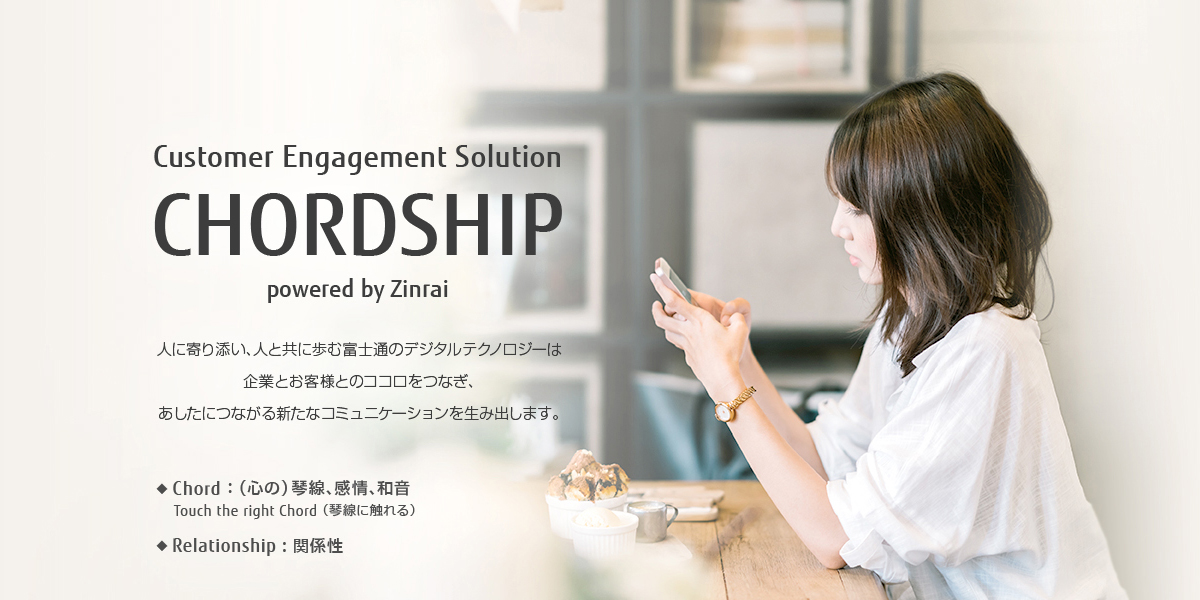 Customer Engagement Solution
CHORDSHIP
powered by Zinrai
人に寄り添い、人と共に歩む富士通のデジタルテクノロジーは
企業とお客様とのココロをつなぎ、
あしたにつながる新たなコミュニケーションを生み出します。
◆ Chord：（心の）琴線、感情、和音
Touch the right Chord（琴線に触れる）
◆ Relationship：関係性